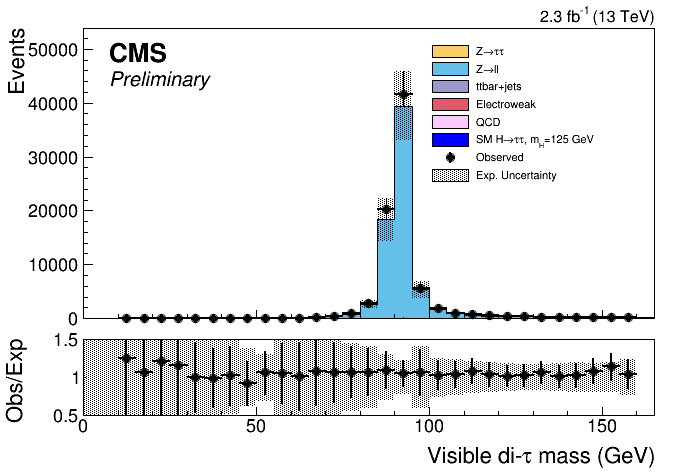 2.3 fb⁻¹ (13 TeV)
Events
50000
40000
30000
20000
10000
0
CMS
Preliminary
Z→ττ
Z→ll
ttbar+jets
Electroweak
QCD
SM H→ττ, m_H=125 GeV
Observed
Exp. Uncertainty
Obs/Exp
1.5
1
0.5
0 50 100 150
Visible di-τ mass (GeV)